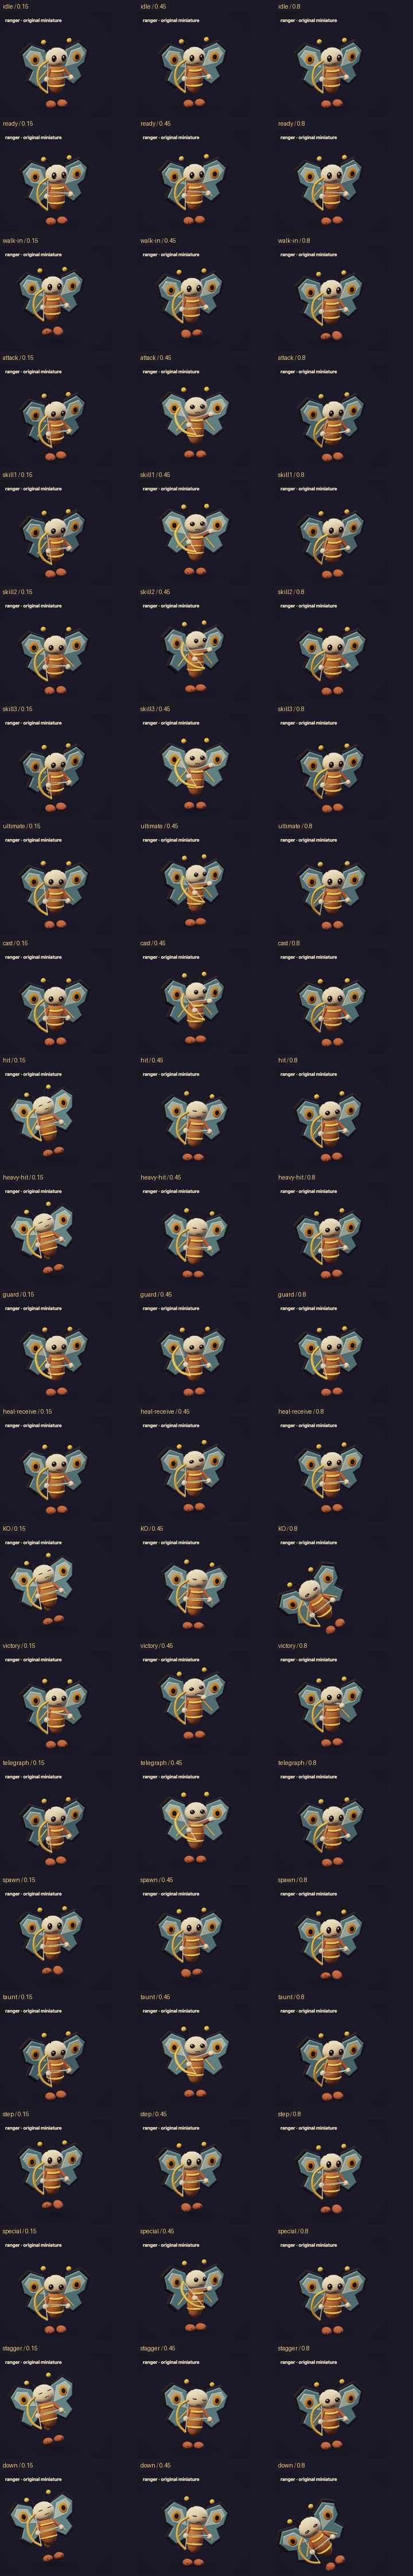 idle / 0.15 idle / 0.45 idle / 0.8
ranger · original miniature ranger · original miniature ranger · original miniature
ready / 0.15 ready / 0.45 ready / 0.8
ranger · original miniature ranger · original miniature ranger · original miniature
walk-in / 0.15 walk-in / 0.45 walk-in / 0.8
ranger · original miniature ranger · original miniature ranger · original miniature
attack / 0.15 attack / 0.45 attack / 0.8
ranger · original miniature ranger · original miniature ranger · original miniature
skill1 / 0.15 skill1 / 0.45 skill1 / 0.8
ranger · original miniature ranger · original miniature ranger · original miniature
skill2 / 0.15 skill2 / 0.45 skill2 / 0.8
ranger · original miniature ranger · original miniature ranger · original miniature
skill3 / 0.15 skill3 / 0.45 skill3 / 0.8
ranger · original miniature ranger · original miniature ranger · original miniature
ultimate / 0.15 ultimate / 0.45 ultimate / 0.8
ranger · original miniature ranger · original miniature ranger · original miniature
cast / 0.15 cast / 0.45 cast / 0.8
ranger · original miniature ranger · original miniature ranger · original miniature
hit / 0.15 hit / 0.45 hit / 0.8
ranger · original miniature ranger · original miniature ranger · original miniature
heavy-hit / 0.15 heavy-hit / 0.45 heavy-hit / 0.8
ranger · original miniature ranger · original miniature ranger · original miniature
guard / 0.15 guard / 0.45 guard / 0.8
ranger · original miniature ranger · original miniature ranger · original miniature
heal-receive / 0.15 heal-receive / 0.45 heal-receive / 0.8
ranger · original miniature ranger · original miniature ranger · original miniature
KO / 0.15 KO / 0.45 KO / 0.8
ranger · original miniature ranger · original miniature ranger · original miniature
victory / 0.15 victory / 0.45 victory / 0.8
ranger · original miniature ranger · original miniature ranger · original miniature
telegraph / 0.15 telegraph / 0.45 telegraph / 0.8
ranger · original miniature ranger · original miniature ranger · original miniature
spawn / 0.15 spawn / 0.45 spawn / 0.8
ranger · original miniature ranger · original miniature ranger · original miniature
taunt / 0.15 taunt / 0.45 taunt / 0.8
ranger · original miniature ranger · original miniature ranger · original miniature
step / 0.15 step / 0.45 step / 0.8
ranger · original miniature ranger · original miniature ranger · original miniature
special / 0.15 special / 0.45 special / 0.8
ranger · original miniature ranger · original miniature ranger · original miniature
stagger / 0.15 stagger / 0.45 stagger / 0.8
ranger · original miniature ranger · original miniature ranger · original miniature
down / 0.15 down / 0.45 down / 0.8
ranger · original miniature ranger · original miniature ranger · original miniature